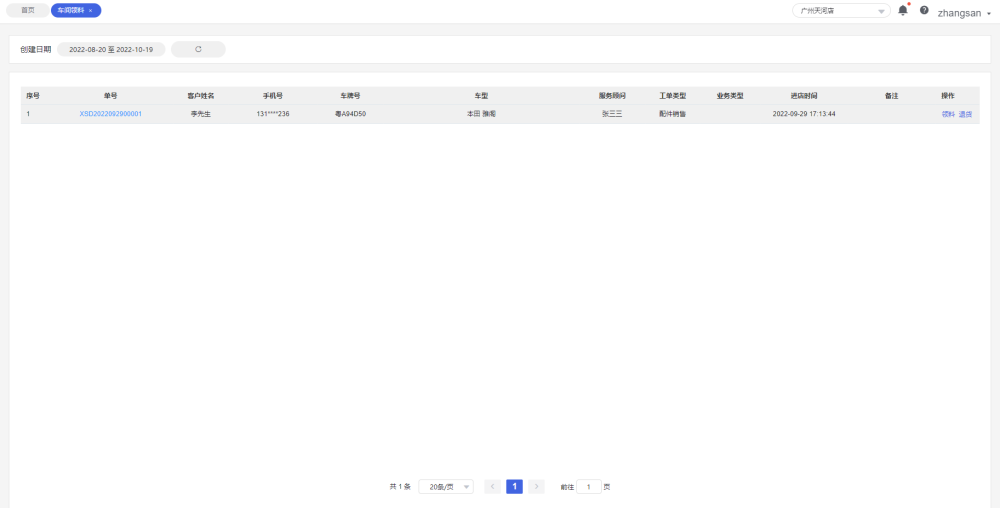 首页 车间领料 × 广州天河店 zhangsan
创建日期 2022-08-20 至 2022-10-19
序号 单号 客户姓名 手机号 车牌号 车型 服务顾问 工单类型 业务类型 进店时间 备注 操作
1 XSD2022092900001 李先生 131****236 粤A94D50 本田 雅阁 张三三 配件销售 2022-09-29 17:13:44 领料 退货
共 1 条 20条/页 1 前往 1 页